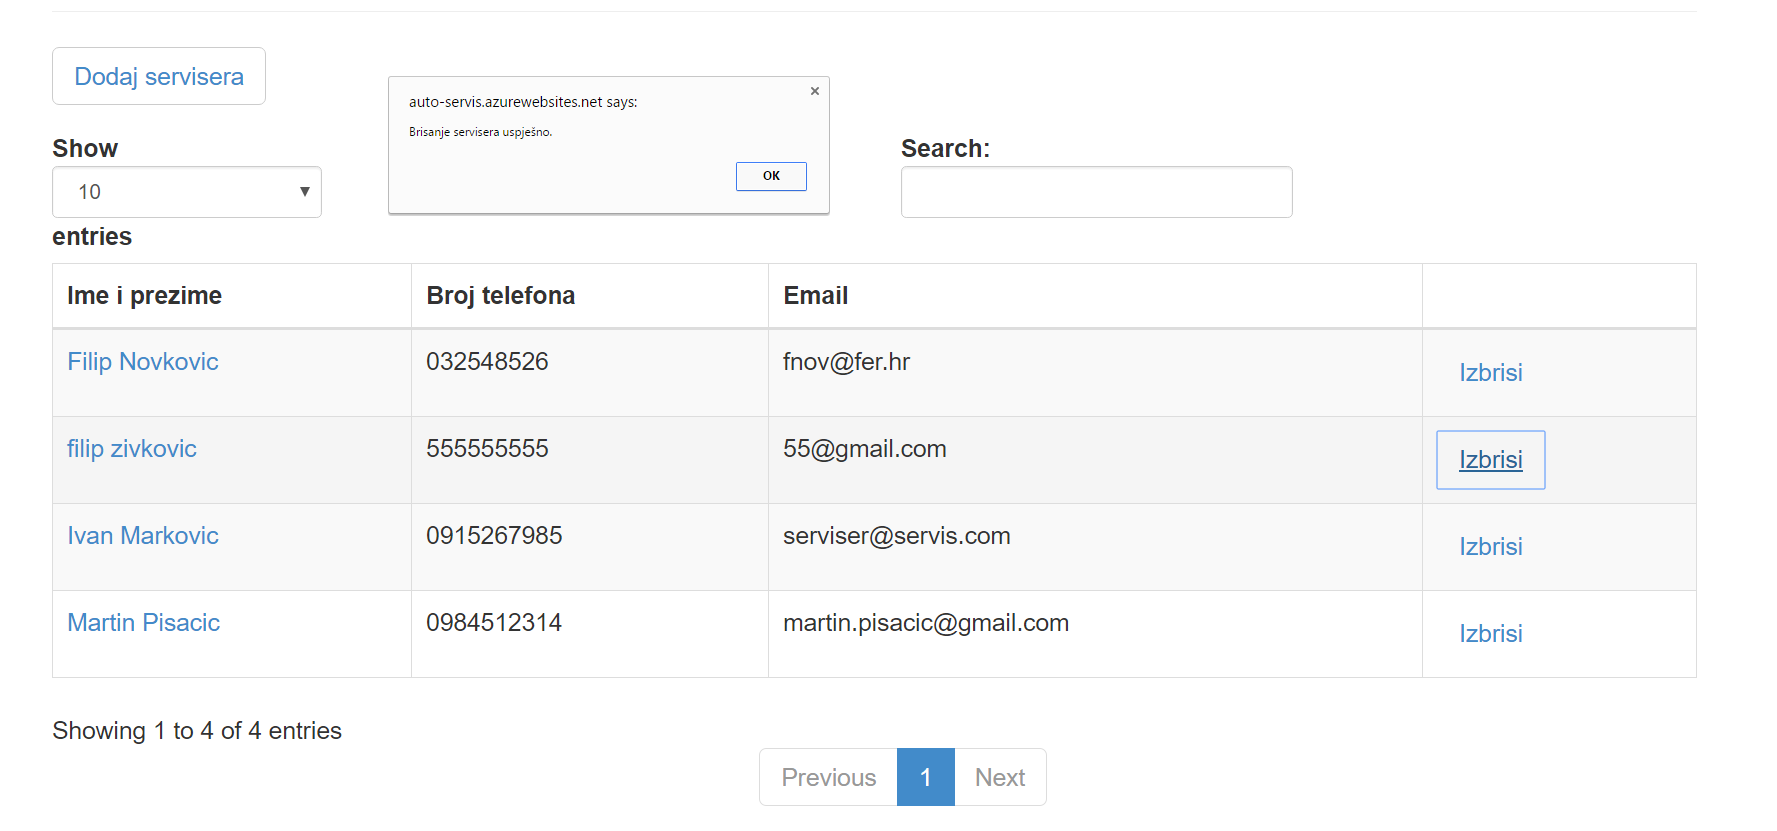 Dodaj servisera
auto-servis.azurewebsites.net says:
×
Brisanje servisera uspješno.
OK
Show
10
entries
Search:
Ime i prezime Broj telefona Email
Filip Novkovic 032548526 fnov@fer.hr Izbrisi
filip zivkovic 555555555 55@gmail.com Izbrisi
Ivan Markovic 0915267985 serviser@servis.com Izbrisi
Martin Pisacic 0984512314 martin.pisacic@gmail.com Izbrisi
Showing 1 to 4 of 4 entries
Previous 1 Next